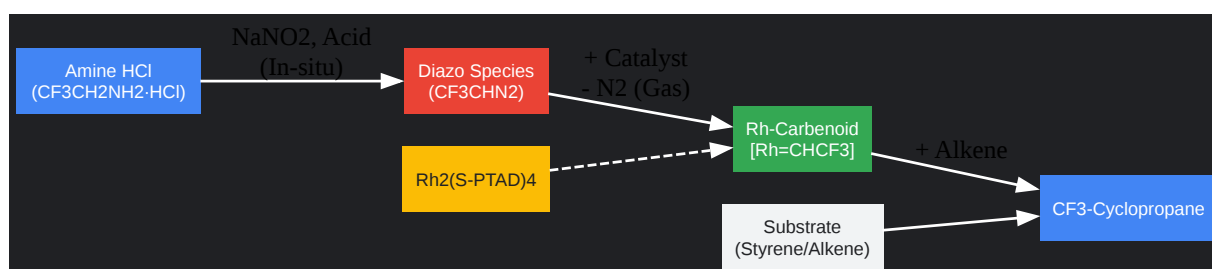 NaNO2, Acid
(In-situ)
Amine HCl
(CF3CH2NH2·HCl)
Diazo Species
(CF3CHN2)
+ Catalyst
- N2 (Gas)
Rh2(S-PTAD)4
Rh-Carbenoid
[Rh=CHCF3]
+ Alkene
Substrate
(Styrene/Alkene)
CF3-Cyclopropane